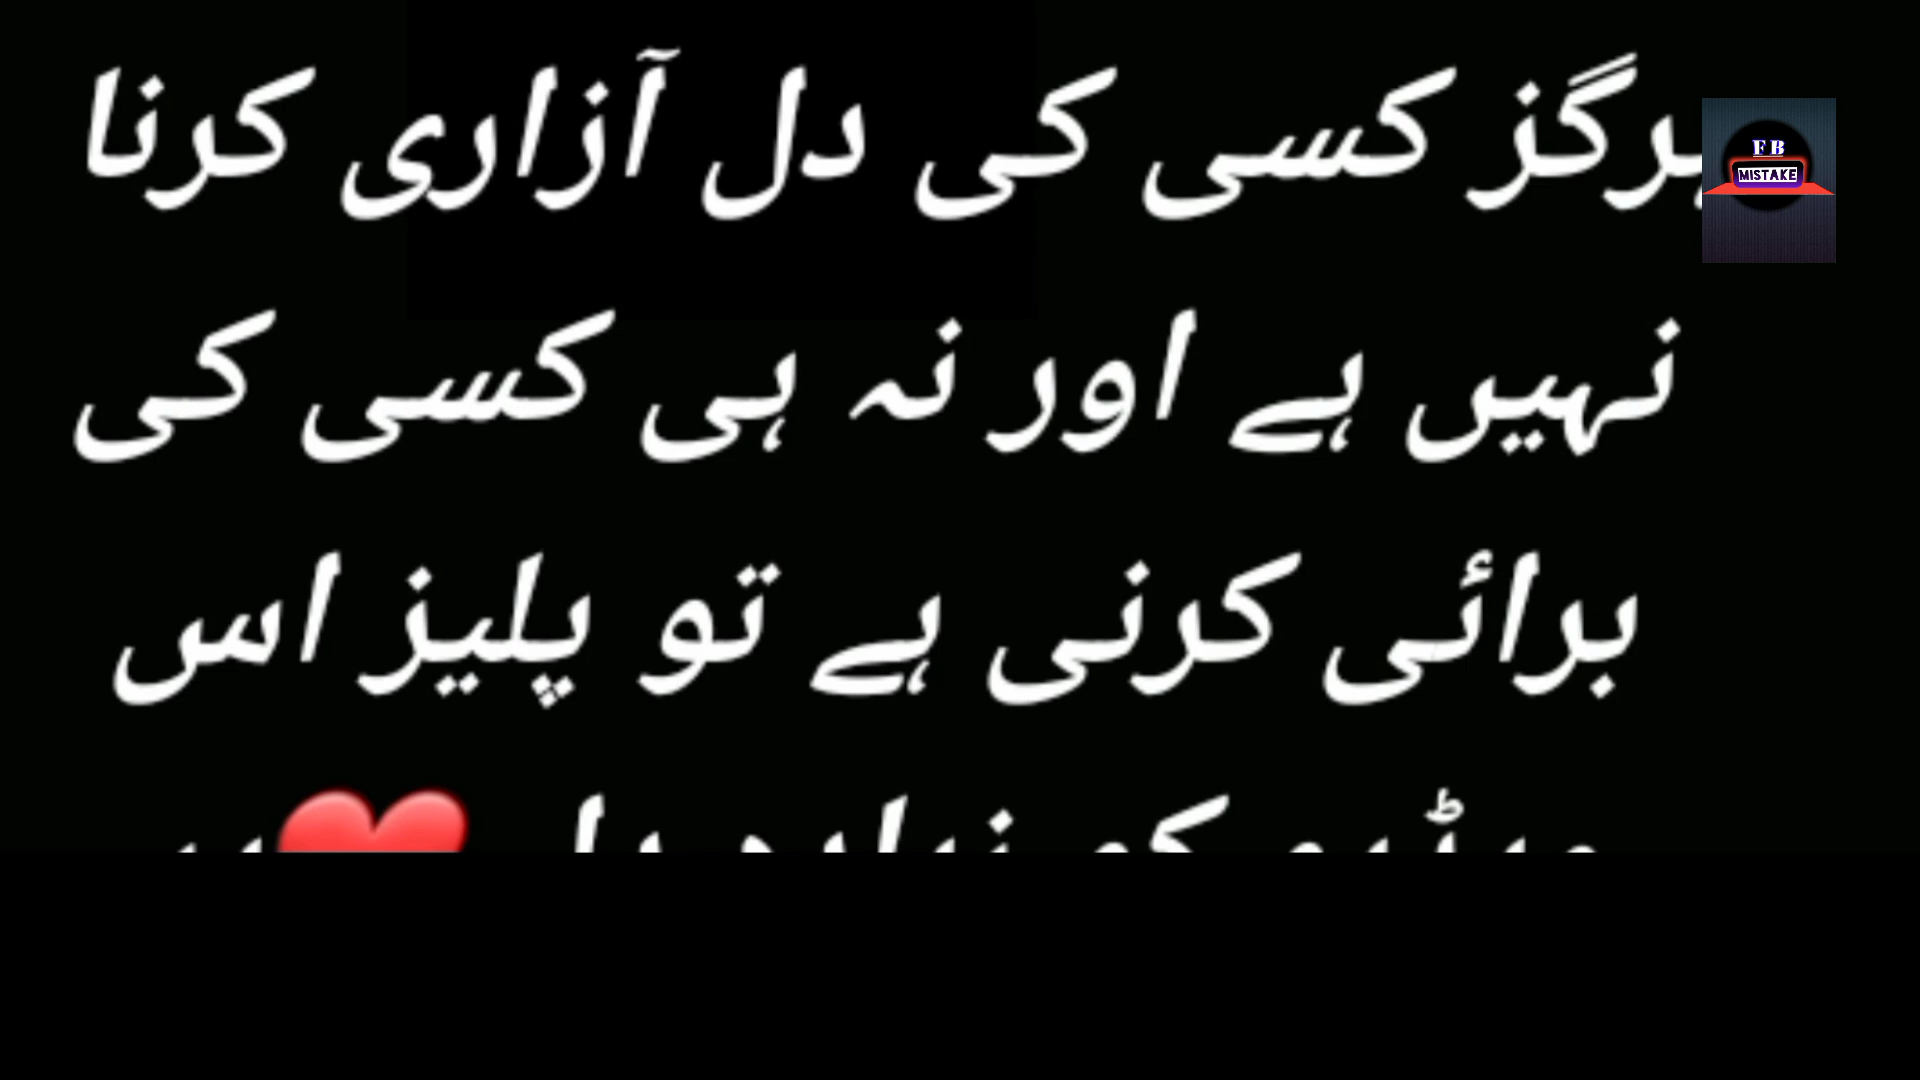 ہرگز کسی کی دل آزاری کرنا
نہیں ہے اور نہ ہی کسی کی
برائی کرنی ہے تو پلیز اس
FB
MISTAKE